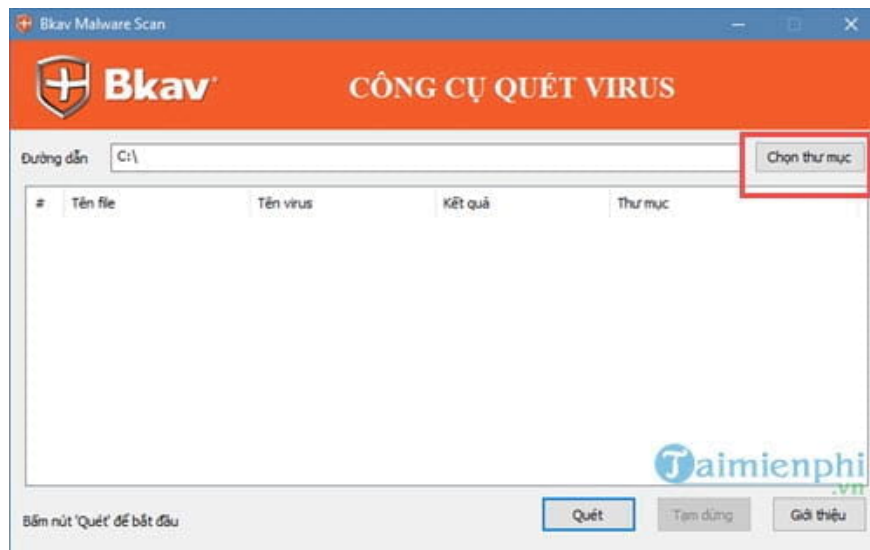 Bkav Malware Scan
Bkav
CÔNG CỤ QUÉT VIRUS
Đường dẫn C:\ Chọn thư mục
# Tên file Tên virus Kết quả Thư mục
Taimienphi
.vn
Bấm nút 'Quét' để bắt đầu Quét Tạm dừng Giới thiệu